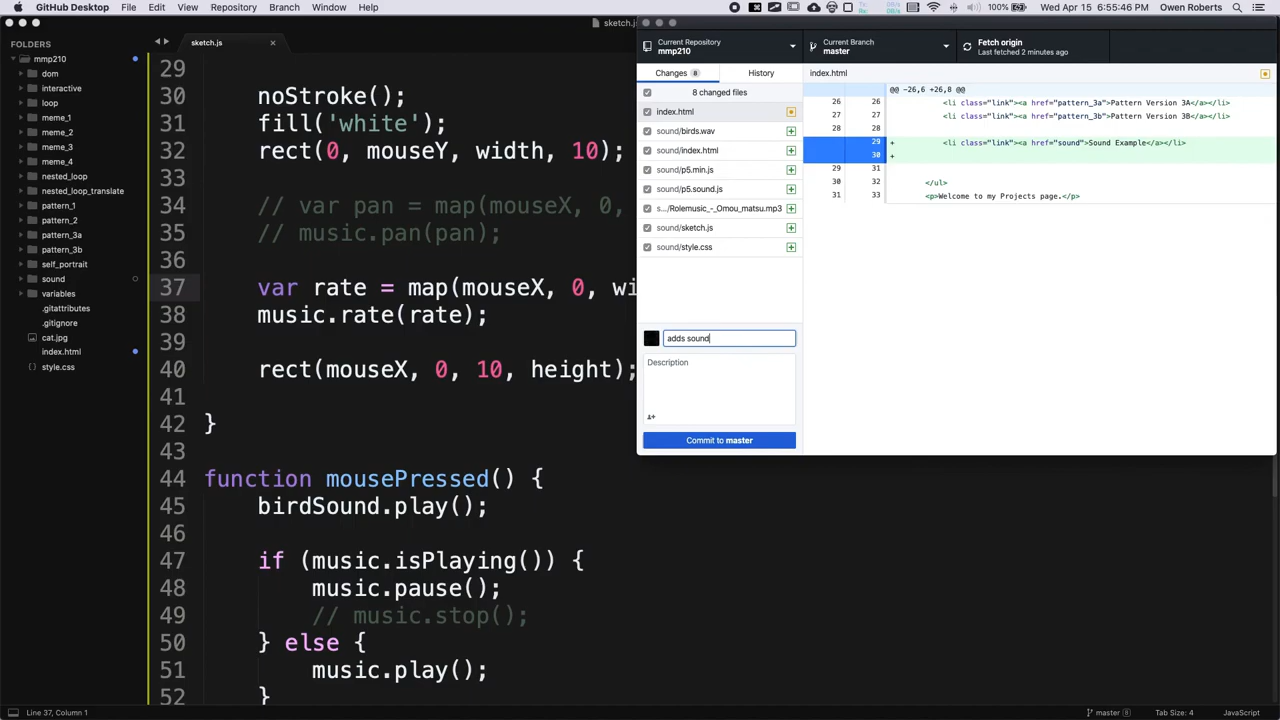 GitHub Desktop File Edit View Repository Branch Window Help 100% Wed Apr 15 6:55:46 PM Owen Roberts
FOLDERS
mmp210
dom
interactive
loop
meme_1
meme_2
meme_3
meme_4
nested_loop
nested_loop_translate
pattern_1
pattern_2
pattern_3a
pattern_3b
self_portrait
sound
variables
.gitattributes
.gitignore
cat.jpg
index.html
style.css
sketch.js
sketch.js
29
30 noStroke();
31 fill('white');
32 rect(0, mouseY, width, 10);
33
34 // var pan = map(mouseX, 0,
35 // music.pan(pan);
36
37 var rate = map(mouseX, 0, wi
38 music.rate(rate);
39
40 rect(mouseX, 0, 10, height);
41
42 }
43
44 function mousePressed() {
45 birdSound.play();
46
47 if (music.isPlaying()) {
48 music.pause();
49 // music.stop();
50 } else {
51 music.play();
52 }
Current Repository
mmp210
Current Branch
master
Fetch origin
Last fetched 2 minutes ago
Changes 8 History
8 changed files
index.html
sound/birds.wav
sound/index.html
sound/p5.min.js
sound/p5.sound.js
s.../Rolemusic_-_Omou_matsu.mp3
sound/sketch.js
sound/style.css
adds sound
Description
Commit to master
index.html
@@ -26,6 +26,8 @@
26 26 <li class="link"><a href="pattern_3a">Pattern Version 3A</a></li>
27 27 <li class="link"><a href="pattern_3b">Pattern Version 3B</a></li>
28 28
29 + <li class="link"><a href="sound">Sound Example</a></li>
30 +
29 31
30 32 </ul>
31 33 <p>Welcome to my Projects page.</p>
Line 37, Column 1 master 8 Tab Size: 4 JavaScript